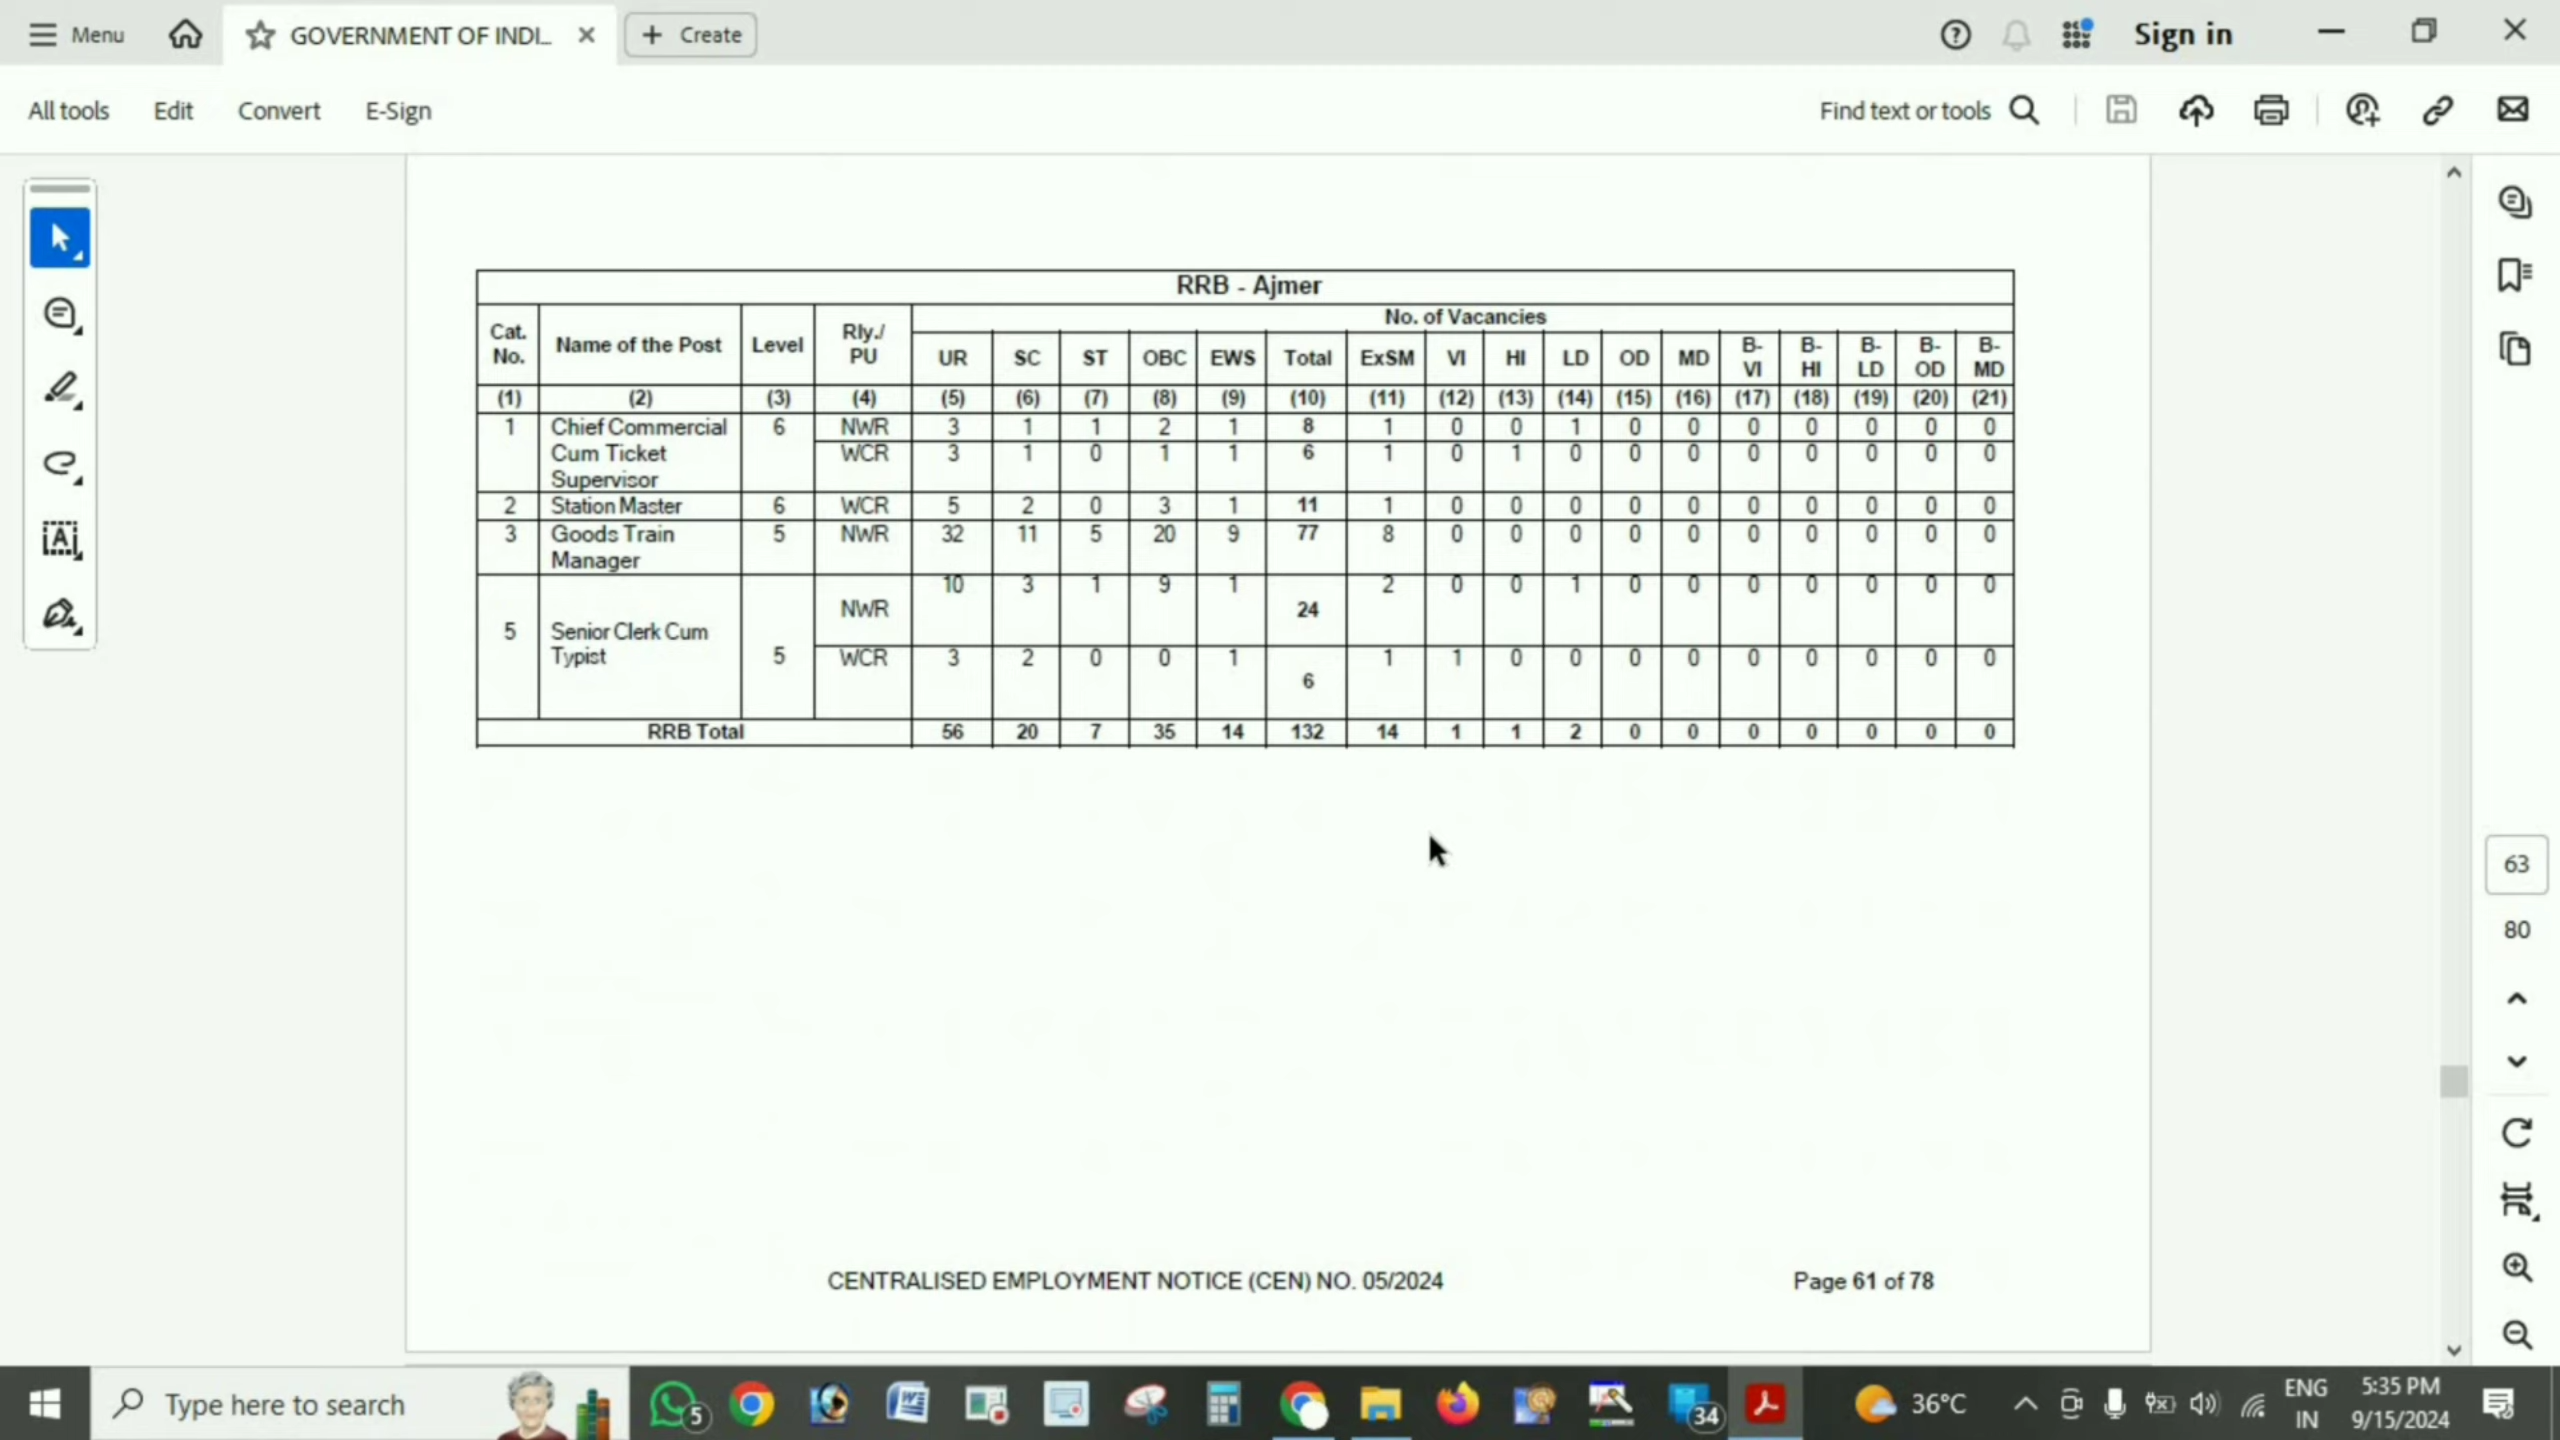 Menu GOVERNMENT OF INDI... Create Sign in
All tools Edit Convert E-Sign Find text or tools
RRB - Ajmer
Cat. No. Name of the Post Level Rly./ PU No. of Vacancies
UR SC ST OBC EWS Total ExSM VI HI LD OD MD B-VI B-HI B-LD B-OD B-MD
(1) (2) (3) (4) (5) (6) (7) (8) (9) (10) (11) (12) (13) (14) (15) (16) (17) (18) (19) (20) (21)
1 Chief Commercial 6 NWR 3 1 1 2 1 8 1 0 0 1 0 0 0 0 0 0 0
Cum Ticket WCR 3 1 0 1 1 6 1 0 1 0 0 0 0 0 0 0 0
Supervisor
2 Station Master 6 WCR 5 2 0 3 1 11 1 0 0 0 0 0 0 0 0 0 0
3 Goods Train 5 NWR 32 11 5 20 9 77 8 0 0 0 0 0 0 0 0 0 0
Manager
5 Senior Clerk Cum 5 NWR 10 3 1 9 1 24 2 0 0 1 0 0 0 0 0 0 0
Typist WCR 3 2 0 0 1 6 1 1 0 0 0 0 0 0 0 0 0
RRB Total 56 20 7 35 14 132 14 1 1 2 0 0 0 0 0 0 0
63
80
CENTRALISED EMPLOYMENT NOTICE (CEN) NO. 05/2024 Page 61 of 78
Type here to search 5 34 36°C ENG 5:35 PM
IN 9/15/2024